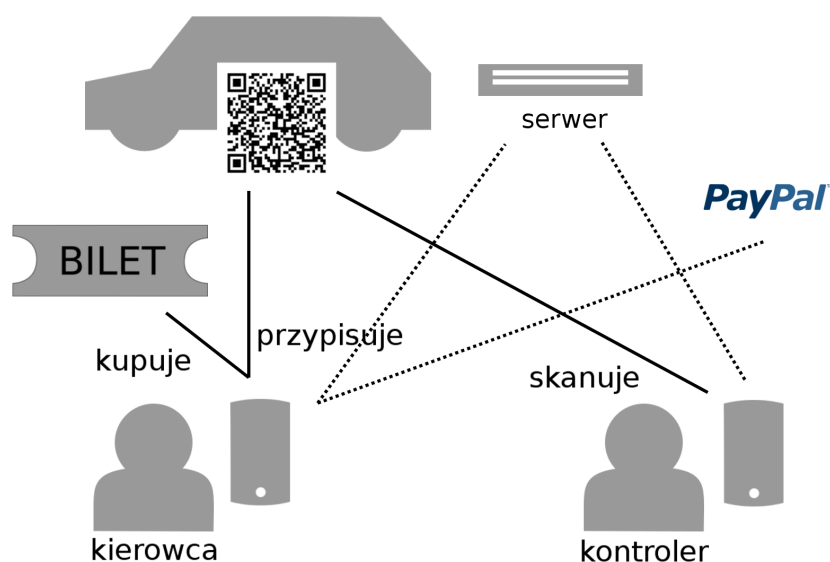 serwer
PayPal
BILET
przypisuje
kupuje
skanuje
kierowca
kontroler